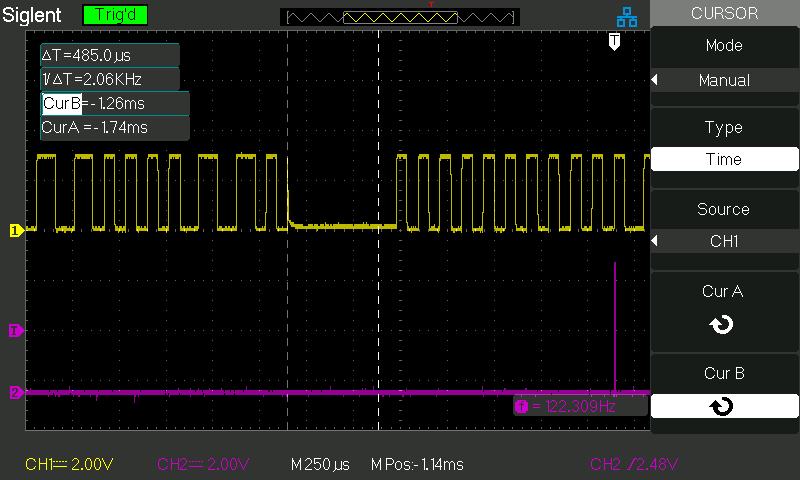 Siglent Trig'd CURSOR
T
Mode
Manual
ΔT=485.0µs
1/ΔT=2.06KHz
CurB=-1.26ms
CurA=-1.74ms
Type
Time
Source
CH1
1
Cur A
T
Cur B
2
T = 122.309Hz
CH1 2.00V CH2 2.00V M 250µs M Pos:-1.14ms CH2 /2.48V